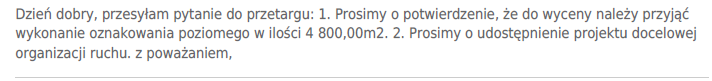 Dzień dobry, przesyłam pytanie do przetargu: 1. Prosimy o potwierdzenie, że do wyceny należy przyjąć
wykonanie oznakowania poziomego w ilości 4 800,00m2. 2. Prosimy o udostępnienie projektu docelowej
organizacji ruchu. z poważaniem,